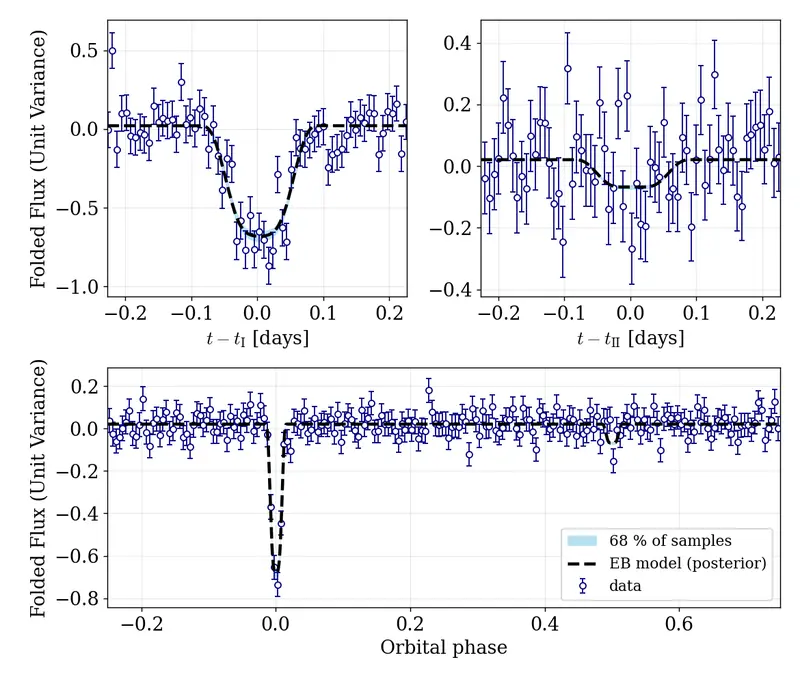 0.5
0.0
−0.5
−1.0
Folded Flux (Unit Variance)
−0.2 −0.1 0.0 0.1 0.2
t − t_I [days]
0.4
0.2
0.0
−0.2
−0.4
−0.2 −0.1 0.0 0.1 0.2
t − t_II [days]
0.2
0.0
−0.2
−0.4
−0.6
−0.8
Folded Flux (Unit Variance)
68 % of samples
EB model (posterior)
data
−0.2 0.0 0.2 0.4 0.6
Orbital phase